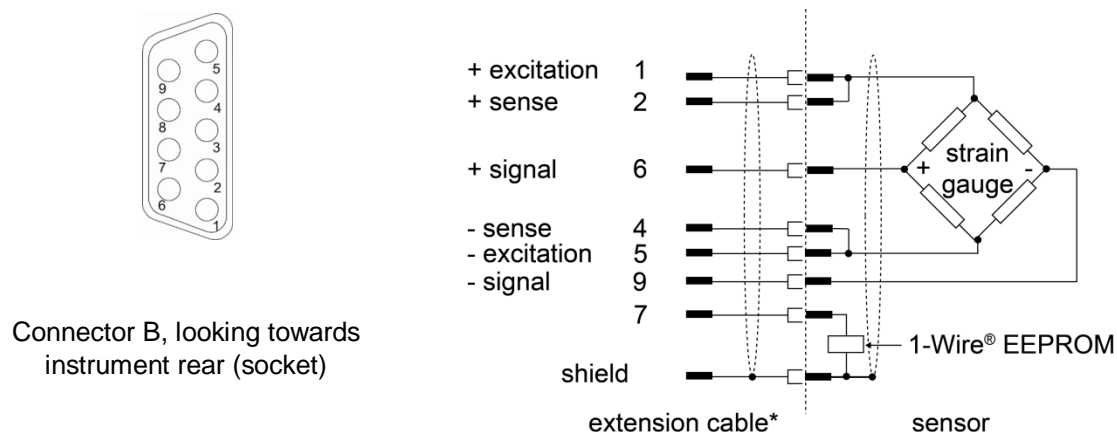 5
9
4
8
3
7
2
6
1
Connector B, looking towards
instrument rear (socket)
+ excitation 1
+ sense 2
+ signal 6
- sense 4
- excitation 5
- signal 9
7
shield
+ strain -
gauge
1-Wire® EEPROM
extension cable*
sensor